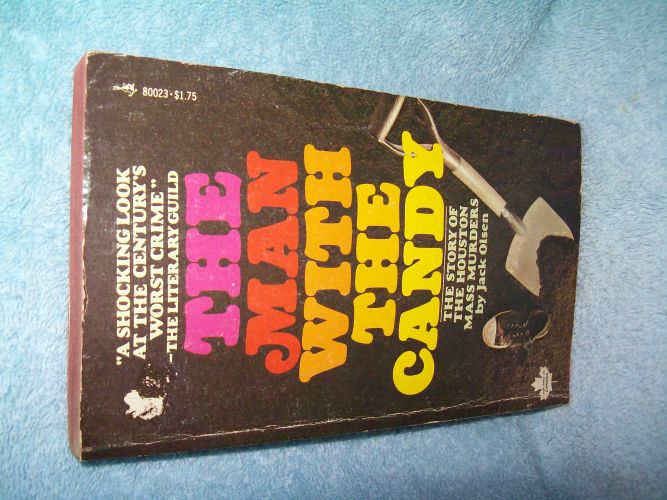 80023 • $1.75
"A SHOCKING LOOK
AT THE CENTURY'S
WORST CRIME."
-THE LITERARY GUILD
THE
MAN
WITH
THE
CANDY
THE STORY OF
THE HOUSTON
MASS MURDERS
by Jack Olsen